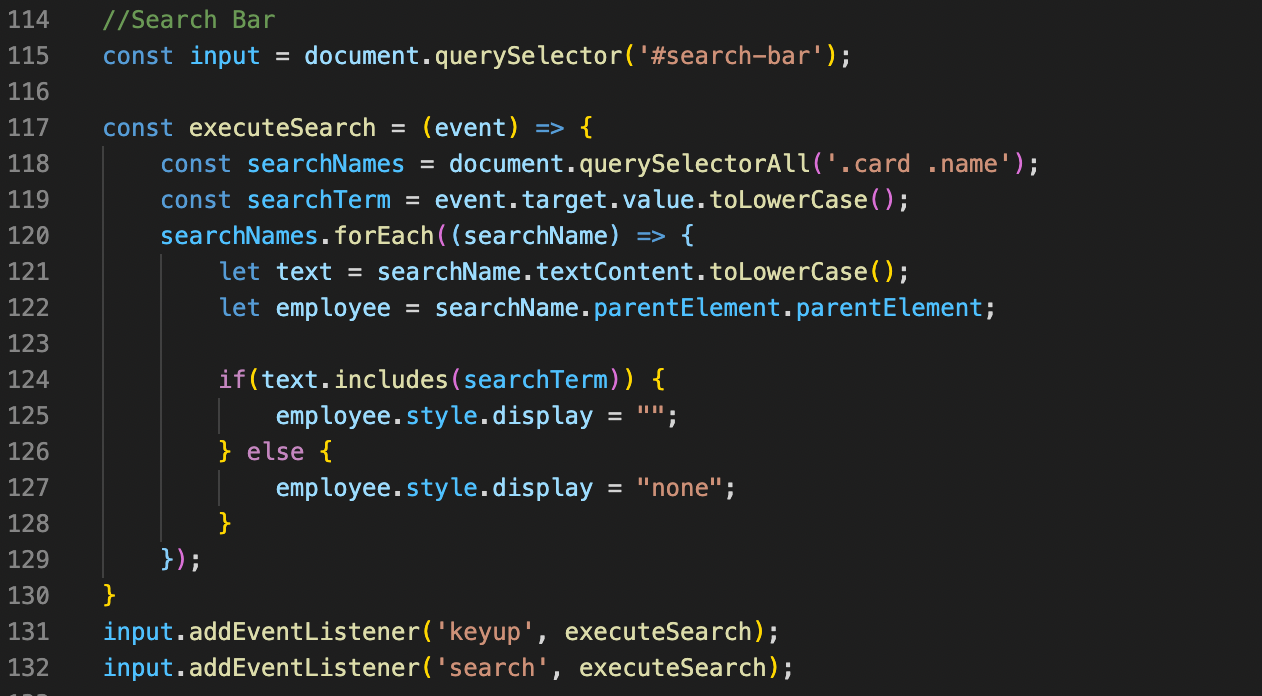 114 //Search Bar
115 const input = document.querySelector('#search-bar');
116
117 const executeSearch = (event) => {
118     const searchNames = document.querySelectorAll('.card .name');
119     const searchTerm = event.target.value.toLowerCase();
120     searchNames.forEach((searchName) => {
121         let text = searchName.textContent.toLowerCase();
122         let employee = searchName.parentElement.parentElement;
123
124         if(text.includes(searchTerm)) {
125             employee.style.display = "";
126         } else {
127             employee.style.display = "none";
128         }
129     });
130 }
131 input.addEventListener('keyup', executeSearch);
132 input.addEventListener('search', executeSearch);